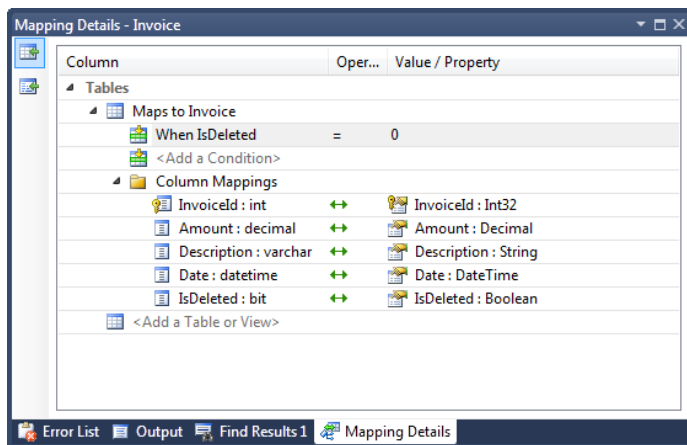 Mapping Details - Invoice
Column Oper... Value / Property
Tables
Maps to Invoice
When IsDeleted = 0
<Add a Condition>
Column Mappings
InvoiceId : int InvoiceId : Int32
Amount : decimal Amount : Decimal
Description : varchar Description : String
Date : datetime Date : DateTime
IsDeleted : bit IsDeleted : Boolean
<Add a Table or View>
Error List Output Find Results 1 Mapping Details